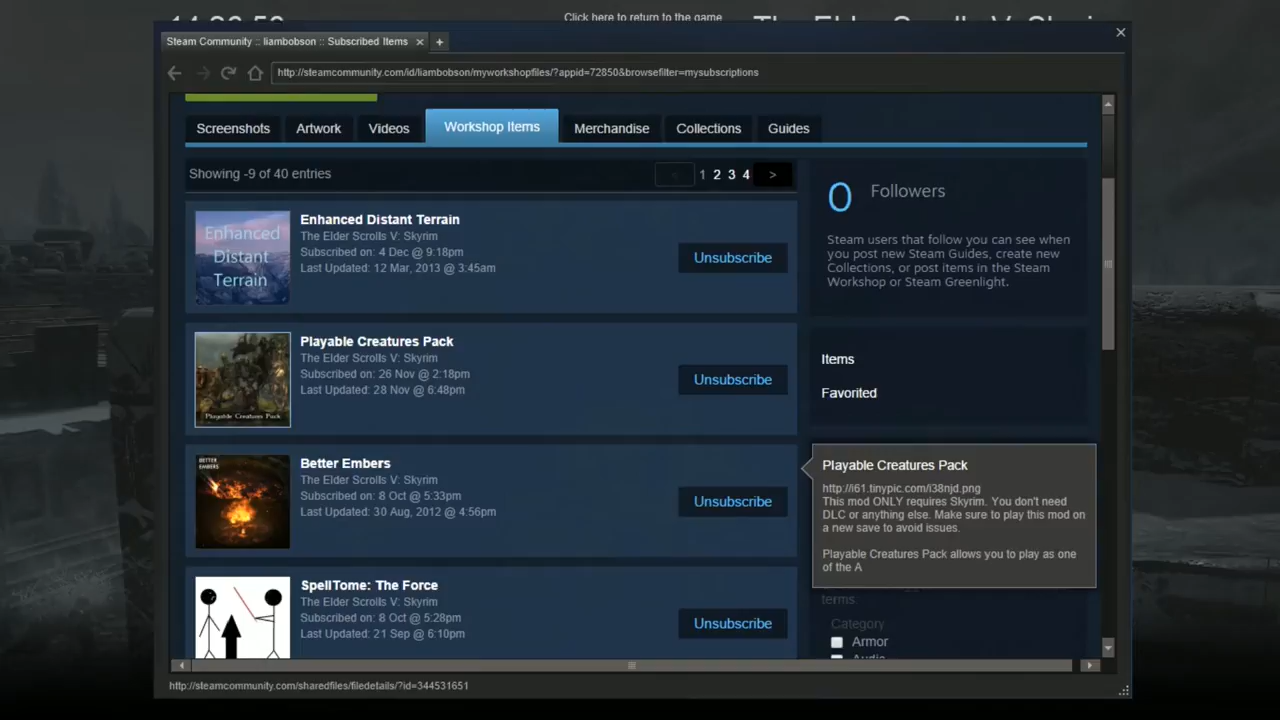 Click here to return to the game
Steam Community :: liambobson :: Subscribed Items
http://steamcommunity.com/id/liambobson/myworkshopfiles/?appid=72850&browsefilter=mysubscriptions
Screenshots Artwork Videos Workshop Items Merchandise Collections Guides
Showing -9 of 40 entries
< 1 2 3 4 >
Enhanced Distant Terrain
Enhanced Distant Terrain
The Elder Scrolls V: Skyrim
Subscribed on: 4 Dec @ 9:18pm
Last Updated: 12 Mar, 2013 @ 3:45am
Unsubscribe
Playable Creatures Pack
Playable Creatures Pack
The Elder Scrolls V: Skyrim
Subscribed on: 26 Nov @ 2:18pm
Last Updated: 28 Nov @ 6:48pm
Unsubscribe
BETTER EMBERS
Better Embers
The Elder Scrolls V: Skyrim
Subscribed on: 8 Oct @ 5:33pm
Last Updated: 30 Aug, 2012 @ 4:56pm
Unsubscribe
SpellTome: The Force
The Elder Scrolls V: Skyrim
Subscribed on: 8 Oct @ 5:28pm
Last Updated: 21 Sep @ 6:10pm
Unsubscribe
0 Followers
Steam users that follow you can see when
you post new Steam Guides, create new
Collections, or post items in the Steam
Workshop or Steam Greenlight.
Items
Favorited
Playable Creatures Pack
http://i61.tinypic.com/i38njd.png
This mod ONLY requires Skyrim. You don't need
DLC or anything else. Make sure to play this mod on
a new save to avoid issues.
Playable Creatures Pack allows you to play as one
of the A
terms.
Category
Armor
Audio
http://steamcommunity.com/sharedfiles/filedetails/?id=344531651